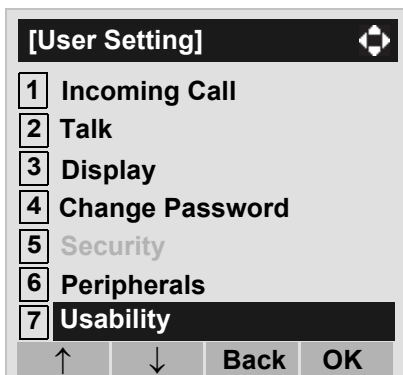 [User Setting]
1 Incoming Call
2 Talk
3 Display
4 Change Password
5 Security
6 Peripherals
7 Usability
↑ ↓ Back OK